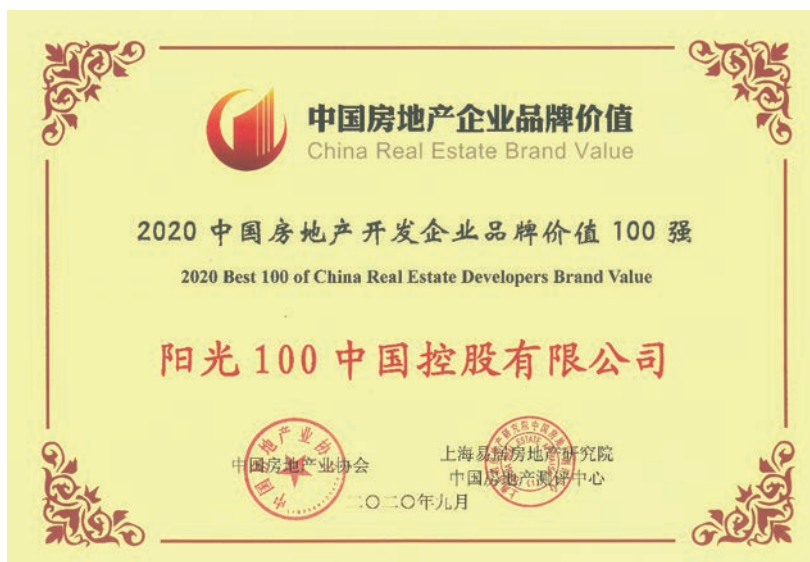 中国房地产企业品牌价值
China Real Estate Brand Value
2020 中国房地产开发企业品牌价值 100 强
2020 Best 100 of China Real Estate Developers Brand Value
阳光 100 中国控股有限公司
中国房地产业协会
上海易居房地产研究院
中国房地产测评中心
二〇二〇年九月